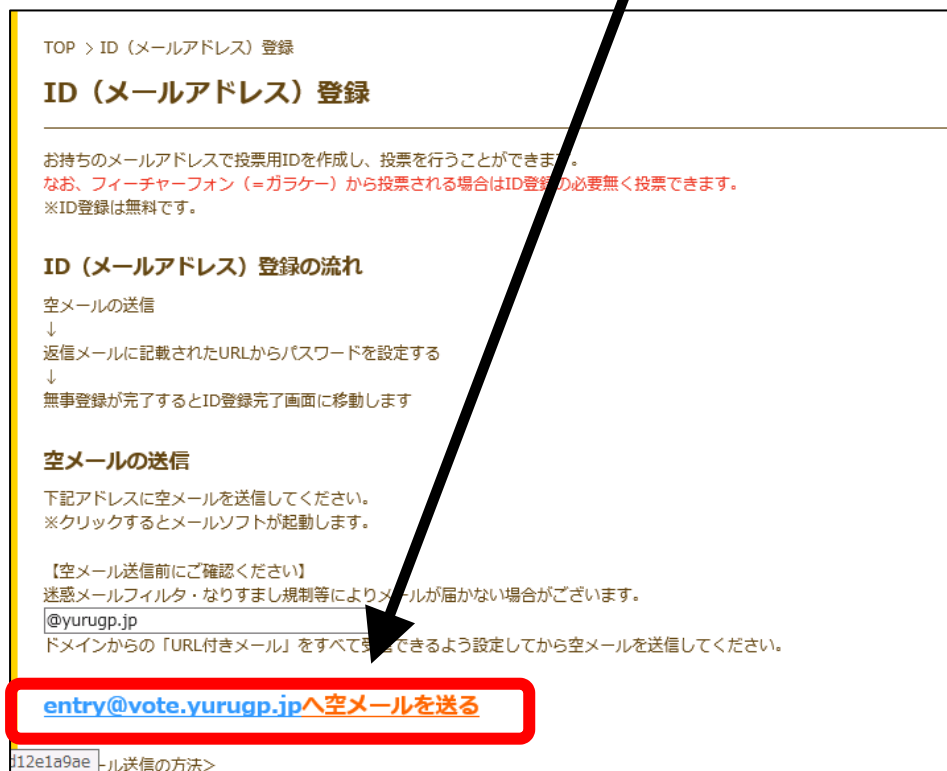 TOP > ID（メールアドレス）登録
ID（メールアドレス）登録
お持ちのメールアドレスで投票用IDを作成し、投票を行うことができます。
なお、フィーチャーフォン（=ガラケー）から投票される場合はID登録の必要無く投票できます。
※ID登録は無料です。
ID（メールアドレス）登録の流れ
空メールの送信
↓
返信メールに記載されたURLからパスワードを設定する
↓
無事登録が完了するとID登録完了画面に移動します
空メールの送信
下記アドレスに空メールを送信してください。
※クリックするとメールソフトが起動します。
【空メール送信前にご確認ください】
迷惑メールフィルタ・なりすまし規制等によりメールが届かない場合がございます。
@yurugp.jp
ドメインからの「URL付きメール」をすべて受信できるよう設定してから空メールを送信してください。
entry@vote.yurugp.jpへ空メールを送る
d12e1a9ae ール送信の方法>